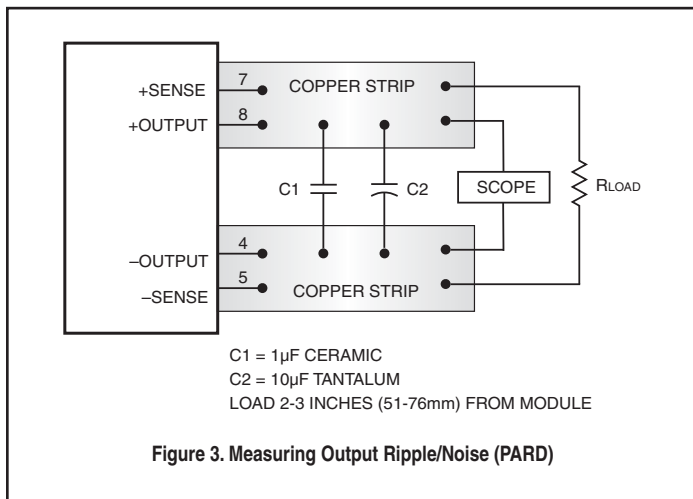 +SENSE
7
COPPER STRIP
+OUTPUT
8
C1
C2
SCOPE
RLOAD
–OUTPUT
4
–SENSE
5
COPPER STRIP
C1 = 1µF CERAMIC
C2 = 10µF TANTALUM
LOAD 2-3 INCHES (51-76mm) FROM MODULE
Figure 3. Measuring Output Ripple/Noise (PARD)